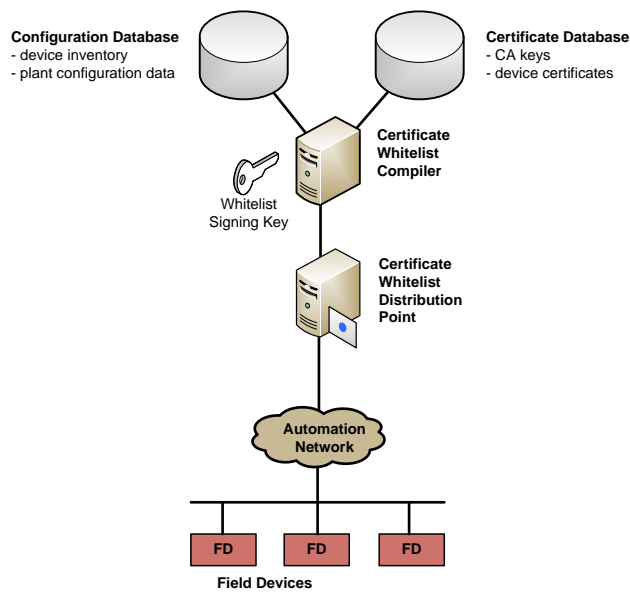 Configuration Database
- device inventory
- plant configuration data
Certificate Database
- CA keys
- device certificates
Certificate
Whitelist
Compiler
Whitelist
Signing Key
Certificate
Whitelist
Distribution
Point
Automation
Network
FD
FD
FD
Field Devices